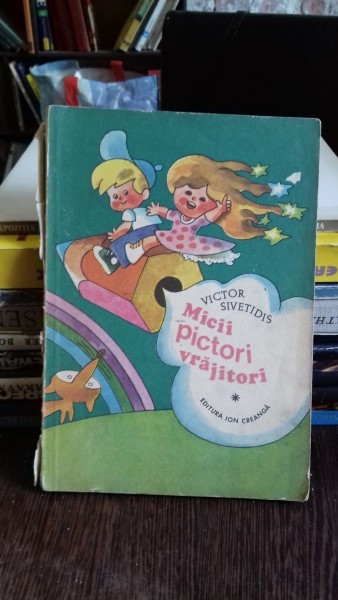 VICTOR
SIVETIDIS
Micii
pictori
vrăjitori
EDITURA ION CREANGĂ